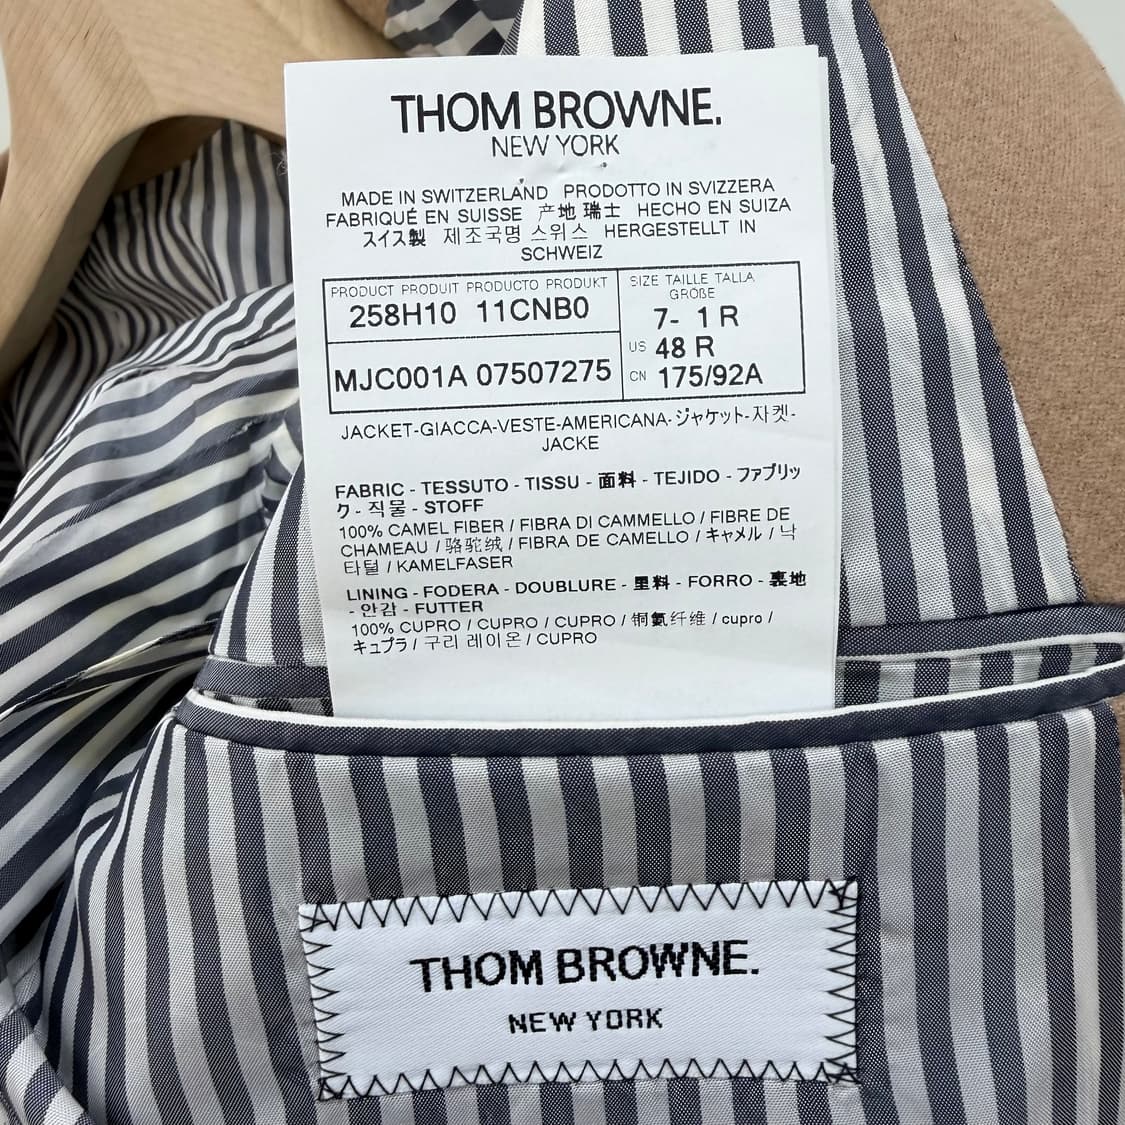 THOM BROWNE.
NEW YORK
MADE IN SWITZERLAND PRODOTTO IN SVIZZERA
FABRIQUÉ EN SUISSE 产地 瑞士 HECHO EN SUIZA
スイス製 제조국명 스위스 HERGESTELLT IN
SCHWEIZ
PRODUCT PRODUIT PRODUCTO PRODUKT
258H10 11CNB0
MJC001A 07507275
SIZE TAILLE TALLA
GRÖßE
7- 1 R
US 48 R
CN 175/92A
JACKET-GIACCA-VESTE-AMERICANA-ジャケット-자켓-
JACKE
FABRIC - TESSUTO - TISSU - 面料 - TEJIDO - ファブリッ
ク - 직물 - STOFF
100% CAMEL FIBER / FIBRA DI CAMMELLO / FIBRE DE
CHAMEAU / 骆驼绒 / FIBRA DE CAMELLO / キャメル / 낙
타털 / KAMELFASER
LINING - FODERA - DOUBLURE - 里料 - FORRO - 裏地
- 안감 - FUTTER
100% CUPRO / CUPRO / CUPRO / 铜氨纤维 / cupro /
キュプラ / 구리 레이온 / CUPRO
THOM BROWNE.
NEW YORK